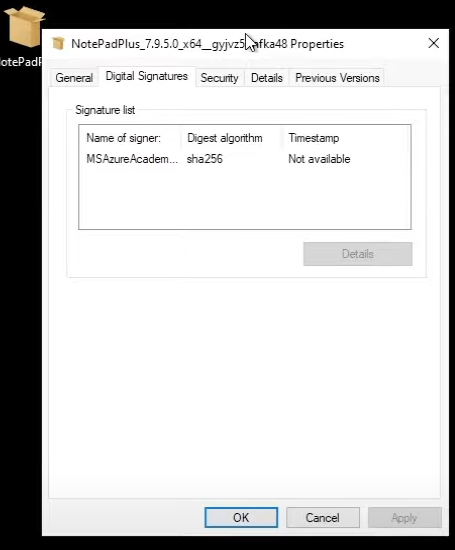 NotePadPlus_7.9.5.0_x64__gyjvz5 afka48 Properties
otePadP
General Digital Signatures Security Details Previous Versions
Signature list
Name of signer: Digest algorithm Timestamp
MSAzureAcadem... sha256 Not available
Details
OK Cancel Apply